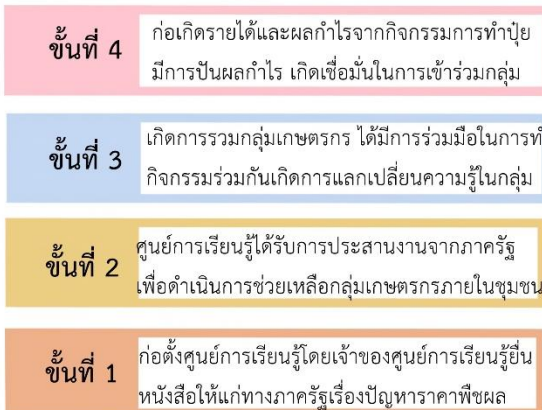 ขั้นที่ 4
ก่อเกิดรายได้และผลกำไรจากกิจกรรมการทำปุ๋ย
มีการปันผลกำไร เกิดเชื่อมั่นในการเข้าร่วมกลุ่ม
ขั้นที่ 3
เกิดการรวมกลุ่มเกษตรกร ได้มีการร่วมมือในการทำ
กิจกรรมร่วมกันเกิดการแลกเปลี่ยนความรู้ในกลุ่ม
ขั้นที่ 2
ศูนย์การเรียนรู้ได้รับการประสานงานจากภาครัฐ
เพื่อดำเนินการช่วยเหลือกลุ่มเกษตรกรภายในชุมชน
ขั้นที่ 1
ก่อตั้งศูนย์การเรียนรู้โดยเจ้าของศูนย์การเรียนรู้ยื่น
หนังสือให้แก่ทางภาครัฐเรื่องปัญหาราคาพืชผล